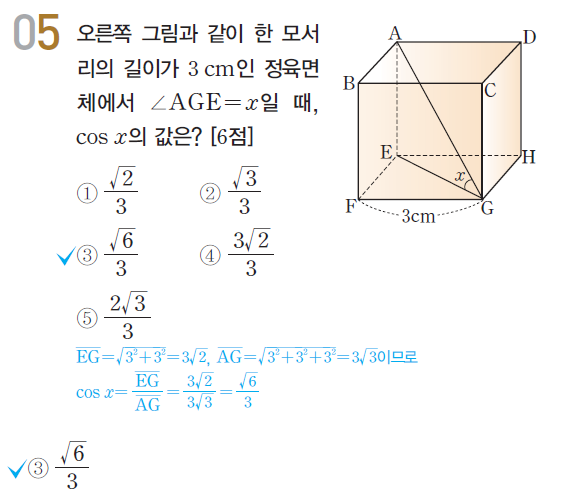 05 오른쪽 그림과 같이 한 모서
리의 길이가 3 cm인 정육면
체에서 ∠AGE=x일 때,
cos x의 값은? [6점]
① √2/3 ② √3/3
✓③ √6/3 ④ 3√2/3
⑤ 2√3/3
A D
B C
E H
x
F G
3cm
EG=√(3²+3²)=3√2, AG=√(3²+3²+3²)=3√3이므로
cos x=EG/AG=3√2/3√3=√6/3
✓③ √6/3